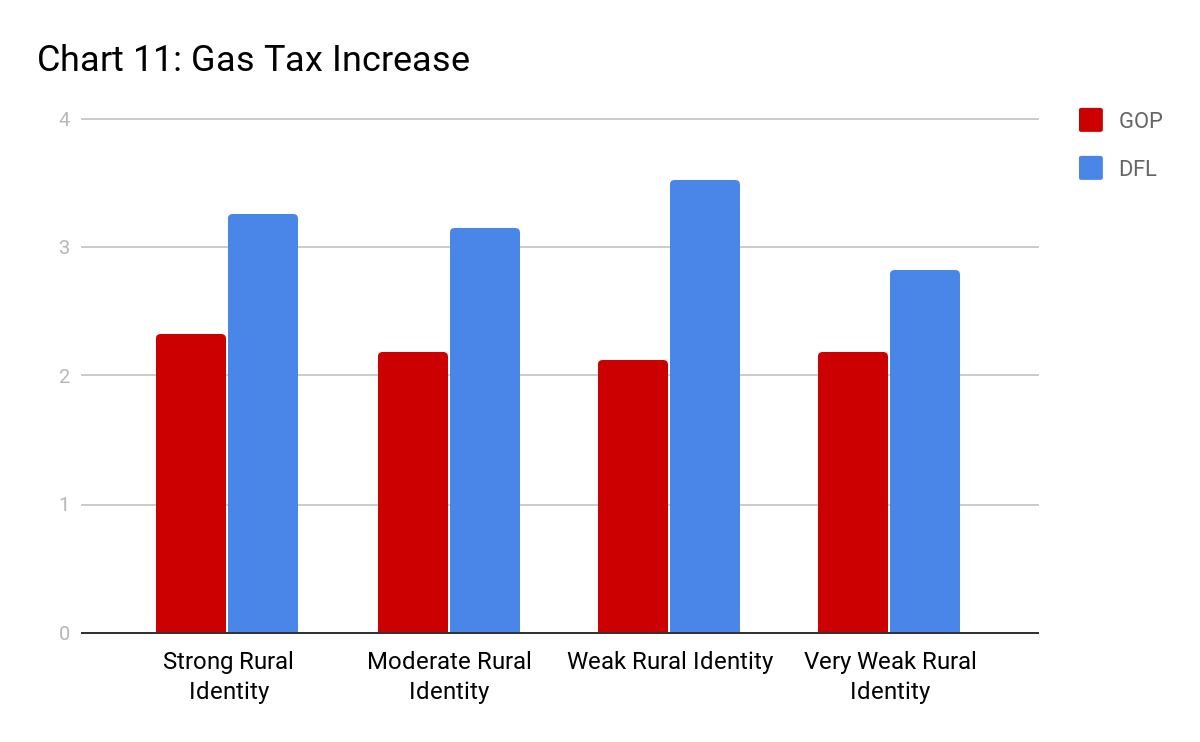 Chart 11: Gas Tax Increase
4
3
2
1
0
GOP
DFL
Strong Rural
Identity
Moderate Rural
Identity
Weak Rural Identity
Very Weak Rural
Identity